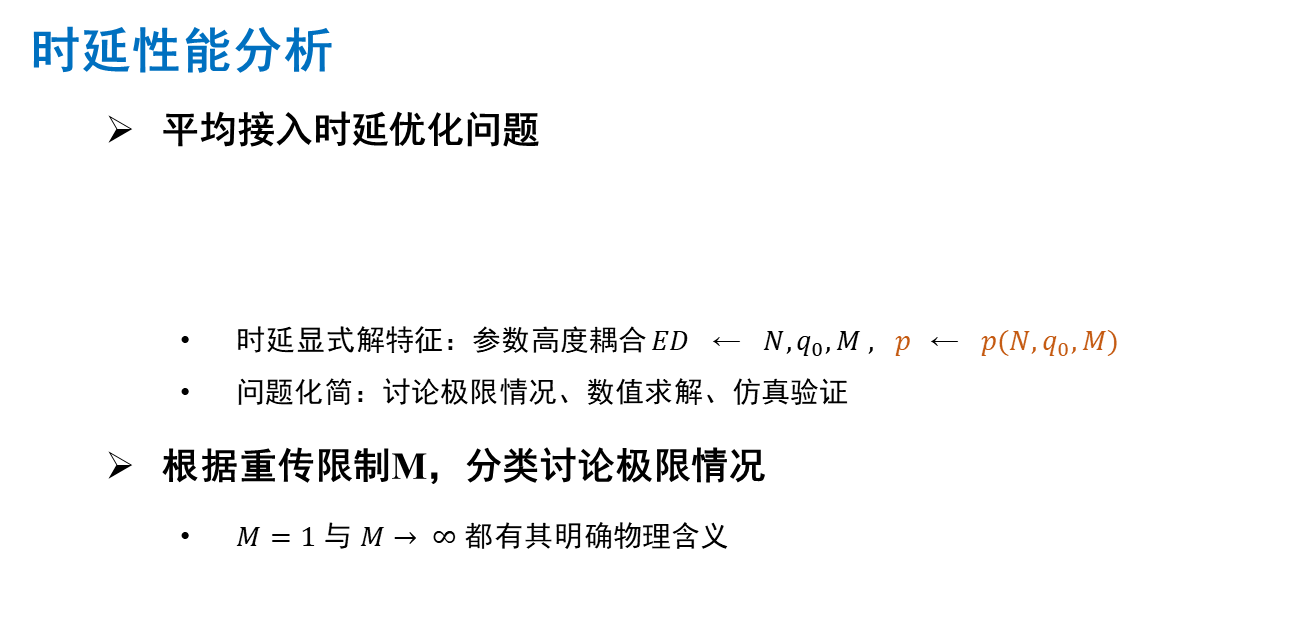 时延性能分析
➢ 平均接入时延优化问题
• 时延显式解特征：参数高度耦合 ED ← N, q₀, M , p ← p(N, q₀, M)
• 问题化简：讨论极限情况、数值求解、仿真验证
➢ 根据重传限制M，分类讨论极限情况
• M = 1 与 M → ∞ 都有其明确物理含义